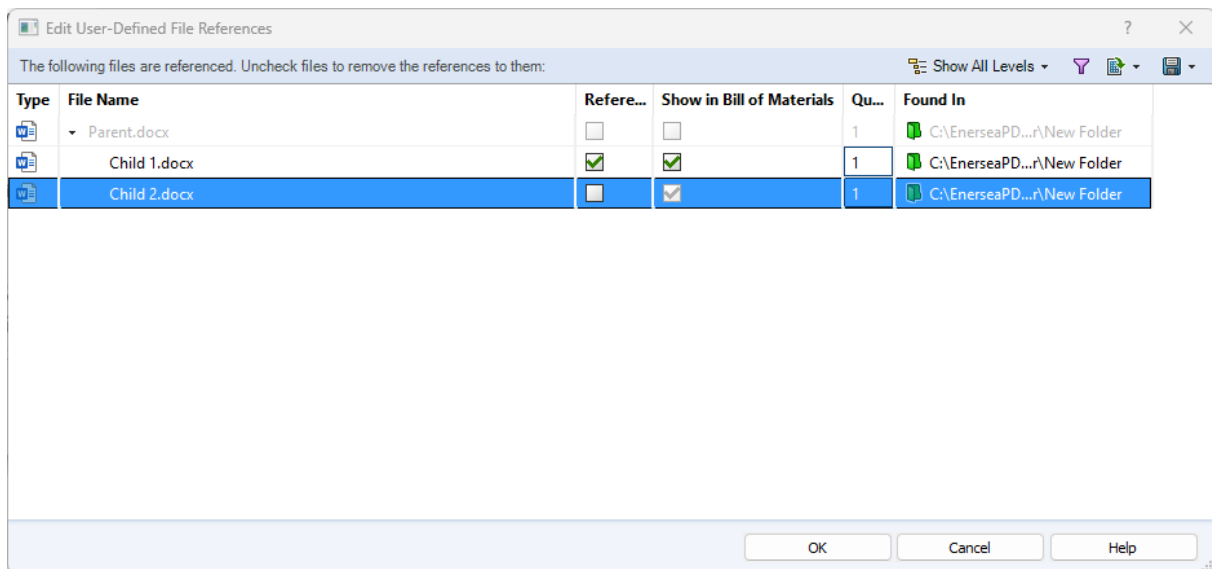 Edit User-Defined File References ?
The following files are referenced. Uncheck files to remove the references to them: Show All Levels
Type File Name Refere... Show in Bill of Materials Qu... Found In
Parent.docx 1 C:\EnerseaPD...r\New Folder
Child 1.docx 1 C:\EnerseaPD...r\New Folder
Child 2.docx 1 C:\EnerseaPD...r\New Folder
OK Cancel Help